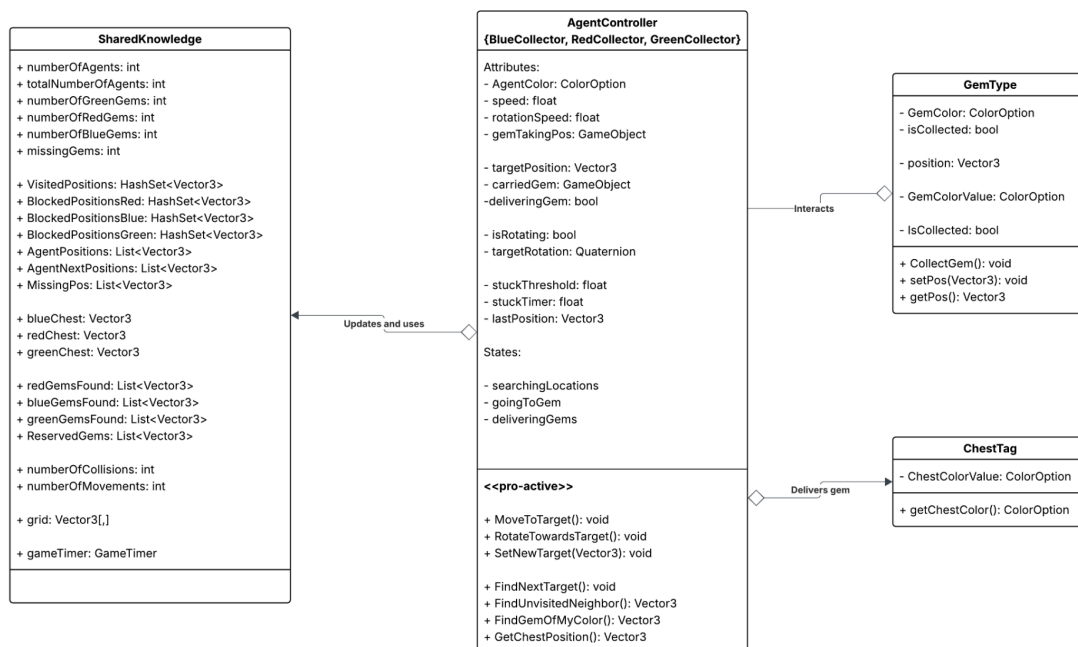 SharedKnowledge
+ numberOfAgents: int
+ totalNumberOfAgents: int
+ numberOfGreenGems: int
+ numberOfRedGems: int
+ numberOfBlueGems: int
+ missingGems: int
+ VisitedPositions: HashSet<Vector3>
+ BlockedPositionsRed: HashSet<Vector3>
+ BlockedPositionsBlue: HashSet<Vector3>
+ BlockedPositionsGreen: HashSet<Vector3>
+ AgentPositions: List<Vector3>
+ AgentNextPositions: List<Vector3>
+ MissingPos: List<Vector3>
+ blueChest: Vector3
+ redChest: Vector3
+ greenChest: Vector3
+ redGemsFound: List<Vector3>
+ blueGemsFound: List<Vector3>
+ greenGemsFound: List<Vector3>
+ ReservedGems: List<Vector3>
+ numberOfCollisions: int
+ numberOfMovements: int
+ grid: Vector3[,]
+ gameTimer: GameTimer
Updates and uses
AgentController
{BlueCollector, RedCollector, GreenCollector}
Attributes:
- AgentColor: ColorOption
- speed: float
- rotationSpeed: float
- gemTakingPos: GameObject
- targetPosition: Vector3
- carriedGem: GameObject
-deliveringGem: bool
- isRotating: bool
- targetRotation: Quaternion
- stuckThreshold: float
- stuckTimer: float
- lastPosition: Vector3
States:
- searchingLocations
- goingToGem
- deliveringGems
<<pro-active>>
+ MoveToTarget(): void
+ RotateTowardsTarget(): void
+ SetNewTarget(Vector3): void
+ FindNextTarget(): void
+ FindUnvisitedNeighbor(): Vector3
+ FindGemOfMyColor(): Vector3
+ GetChestPosition(): Vector3
Interacts
GemType
- GemColor: ColorOption
- isCollected: bool
- position: Vector3
- GemColorValue: ColorOption
- IsCollected: bool
+ CollectGem(): void
+ setPos(Vector3): void
+ getPos(): Vector3
Delivers gem
ChestTag
- ChestColorValue: ColorOption
+ getChestColor(): ColorOption